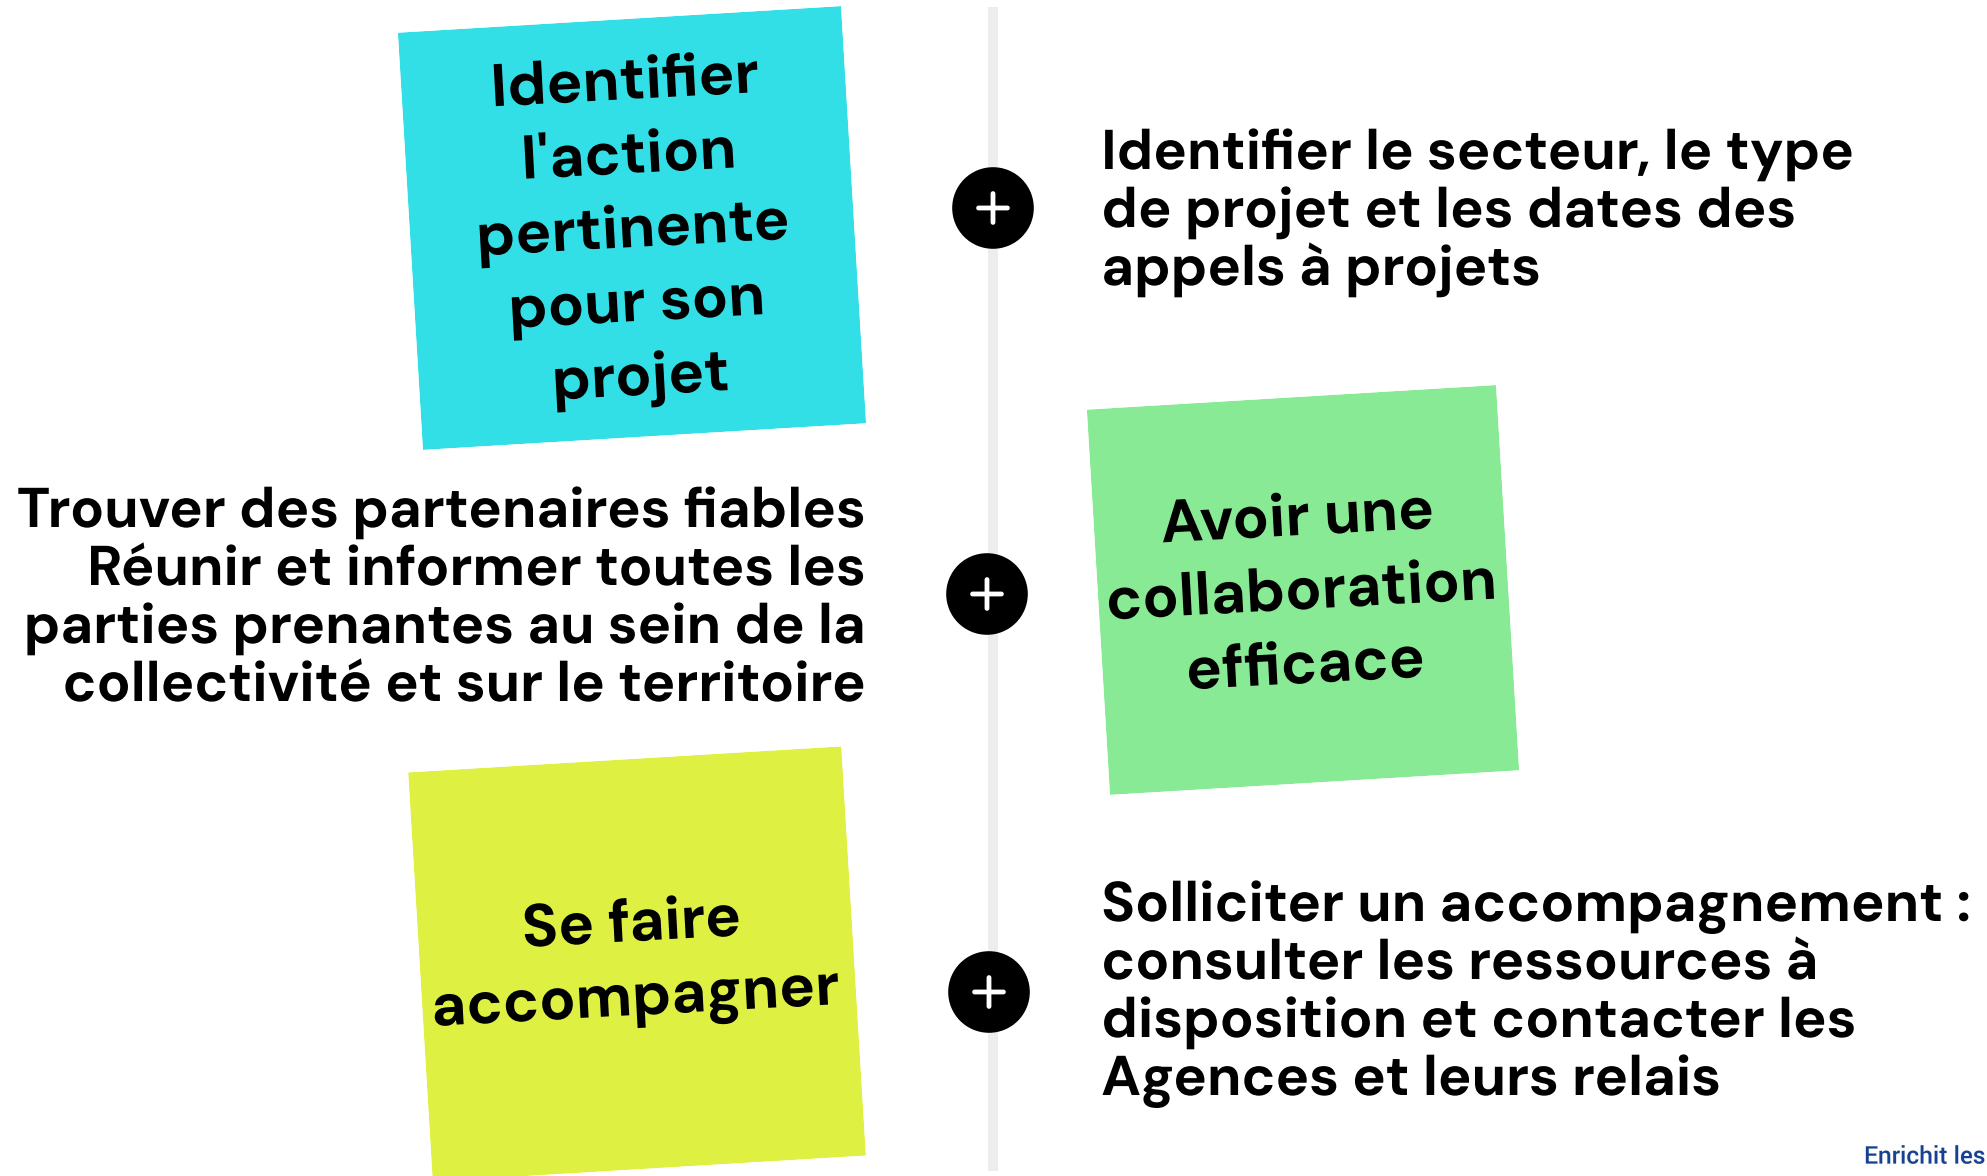 Identifier
l'action
pertinente
pour son
projet
Identifier le secteur, le type
de projet et les dates des
appels à projets
Trouver des partenaires fiables
Réunir et informer toutes les
parties prenantes au sein de la
collectivité et sur le territoire
Avoir une
collaboration
efficace
Se faire
accompagner
Solliciter un accompagnement :
consulter les ressources à
disposition et contacter les
Agences et leurs relais
Enrichit les